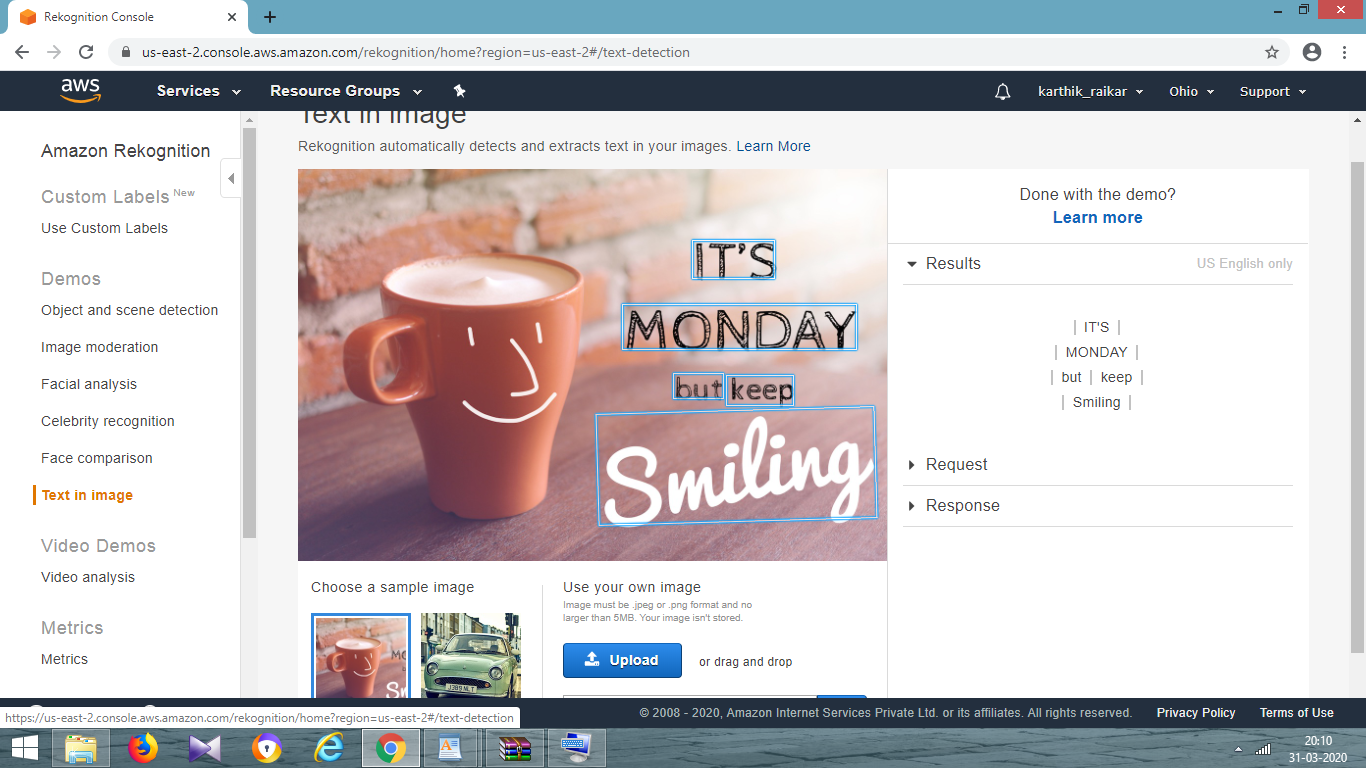 Rekognition Console
us-east-2.console.aws.amazon.com/rekognition/home?region=us-east-2#/text-detection
aws
Services
Resource Groups
karthik_raikar
Ohio
Support
Amazon Rekognition
Custom Labels New
Use Custom Labels
Demos
Object and scene detection
Image moderation
Facial analysis
Celebrity recognition
Face comparison
Text in image
Video Demos
Video analysis
Metrics
Metrics
Text in image
Rekognition automatically detects and extracts text in your images. Learn More
IT'S
MONDAY
but keep
Smiling
Done with the demo?
Learn more
Results
US English only
| IT'S |
| MONDAY |
| but | keep |
| Smiling |
Request
Response
Choose a sample image
Use your own image
Image must be .jpeg or .png format and no
larger than 5MB. Your image isn't stored.
Upload
or drag and drop
J389 NLT
https://us-east-2.console.aws.amazon.com/rekognition/home?region=us-east-2#/text-detection
© 2008 - 2020, Amazon Internet Services Private Ltd. or its affiliates. All rights reserved.
Privacy Policy
Terms of Use
20:10
31-03-2020